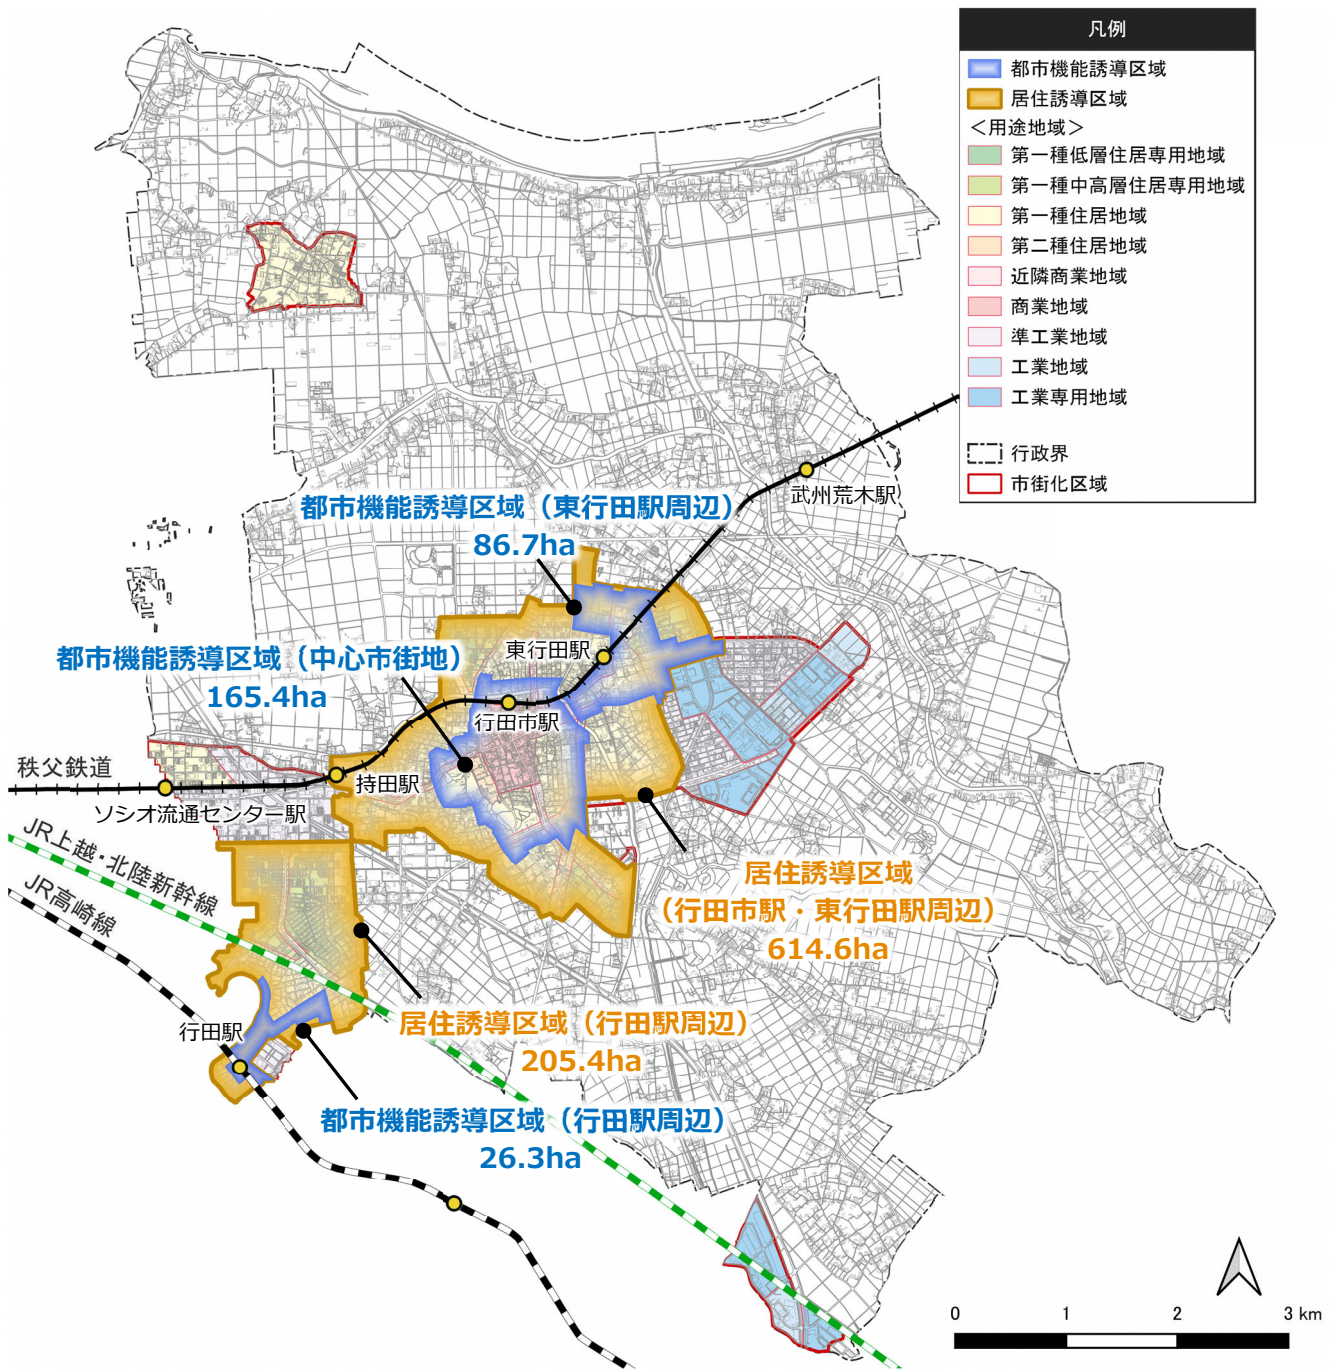 凡例
都市機能誘導区域
居住誘導区域
＜用途地域＞
第一種低層住居専用地域
第一種中高層住居専用地域
第一種住居地域
第二種住居地域
近隣商業地域
商業地域
準工業地域
工業地域
工業専用地域
行政界
市街化区域
武州荒木駅
都市機能誘導区域（東行田駅周辺）
86.7ha
東行田駅
都市機能誘導区域（中心市街地）
165.4ha
行田市駅
秩父鉄道
持田駅
ソシオ流通センター駅
JR上越・北陸新幹線
JR高崎線
居住誘導区域
（行田市駅・東行田駅周辺）
614.6ha
居住誘導区域（行田駅周辺）
205.4ha
行田駅
都市機能誘導区域（行田駅周辺）
26.3ha
0 1 2 3 km